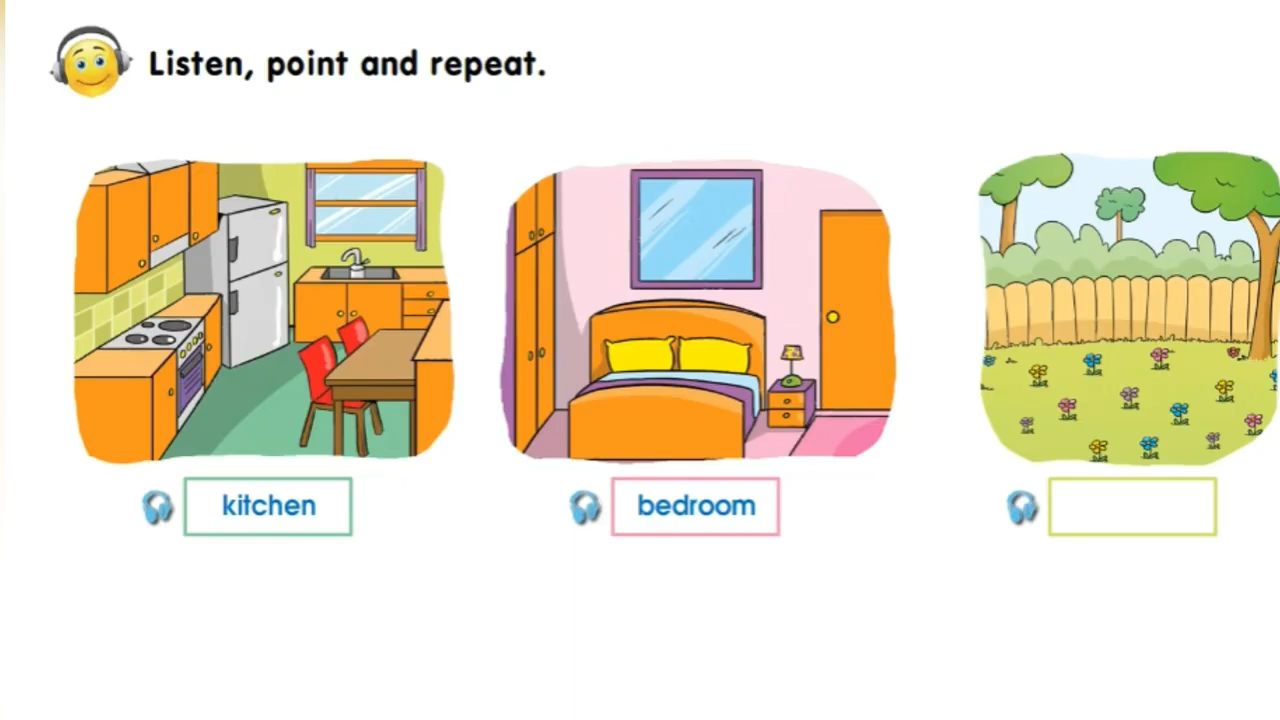 Listen, point and repeat.
kitchen
bedroom